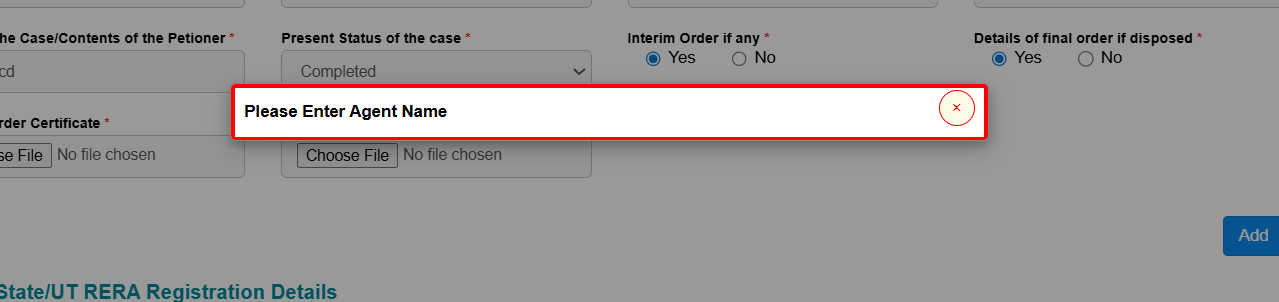 he Case/Contents of the Petioner * Present Status of the case * Interim Order if any * Details of final order if disposed *
cd Completed Yes No Yes No
Please Enter Agent Name ×
rder Certificate *
se File No file chosen Choose File No file chosen
Add
State/UT RERA Registration Details